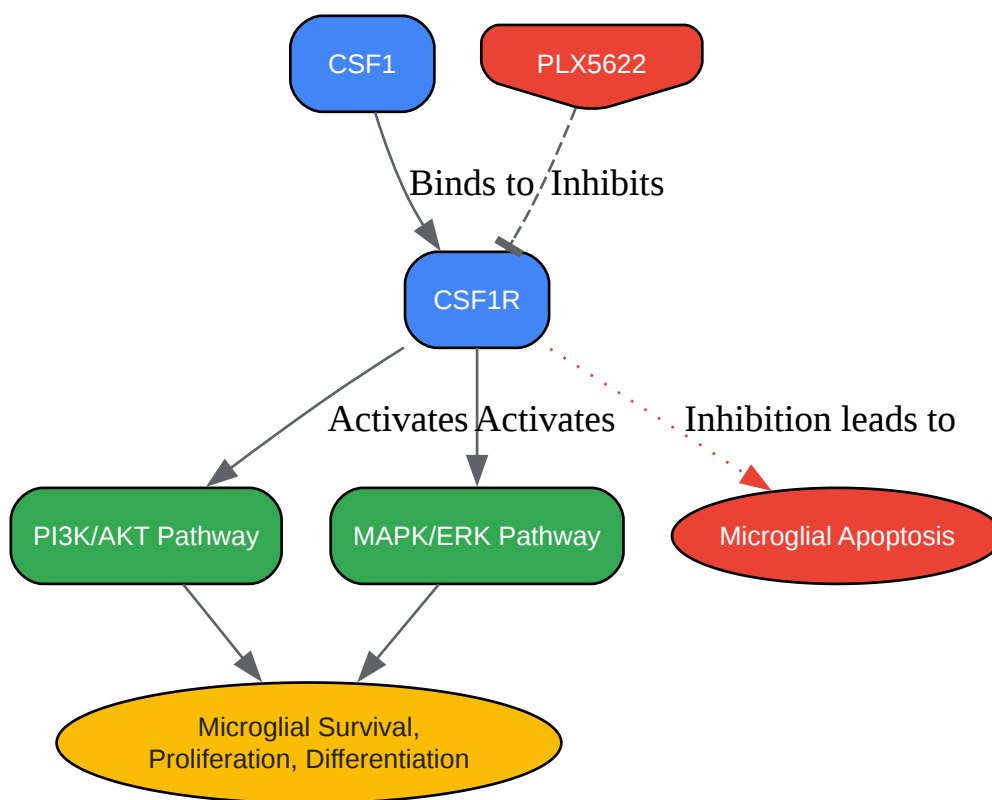 CSF1
PLX5622
Binds to
Inhibits
CSF1R
Activates
Activates
Inhibition leads to
PI3K/AKT Pathway
MAPK/ERK Pathway
Microglial Apoptosis
Microglial Survival,
Proliferation, Differentiation